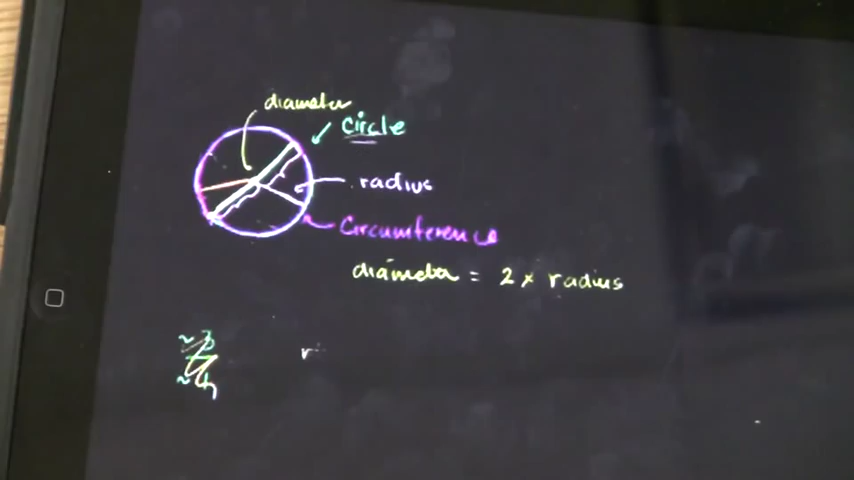 diameter
circle
radius
Circumference
diameter = 2 x radius
r